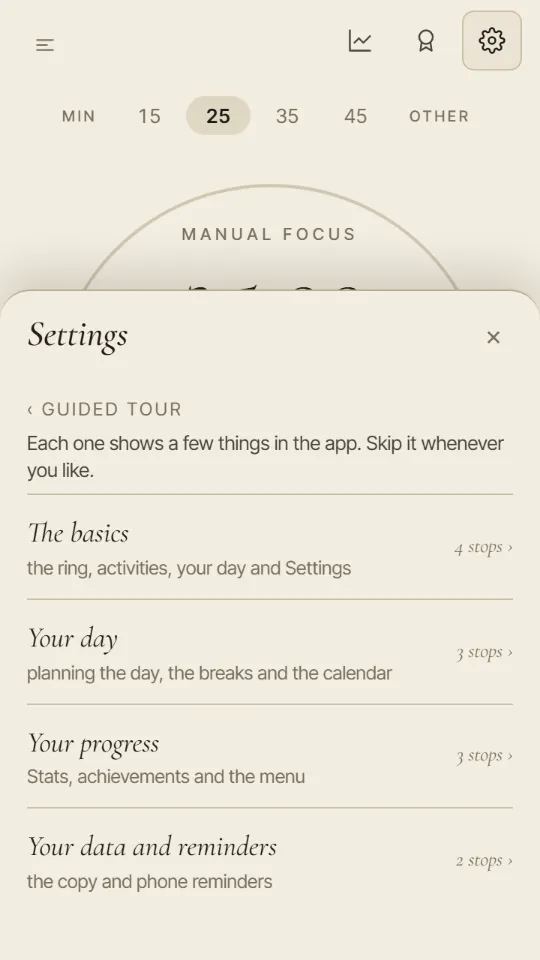 MIN 15 25 35 45 OTHER
MANUAL FOCUS
Settings
×
‹ GUIDED TOUR
Each one shows a few things in the app. Skip it whenever
you like.
The basics
4 stops ›
the ring, activities, your day and Settings
Your day
3 stops ›
planning the day, the breaks and the calendar
Your progress
3 stops ›
Stats, achievements and the menu
Your data and reminders
2 stops ›
the copy and phone reminders